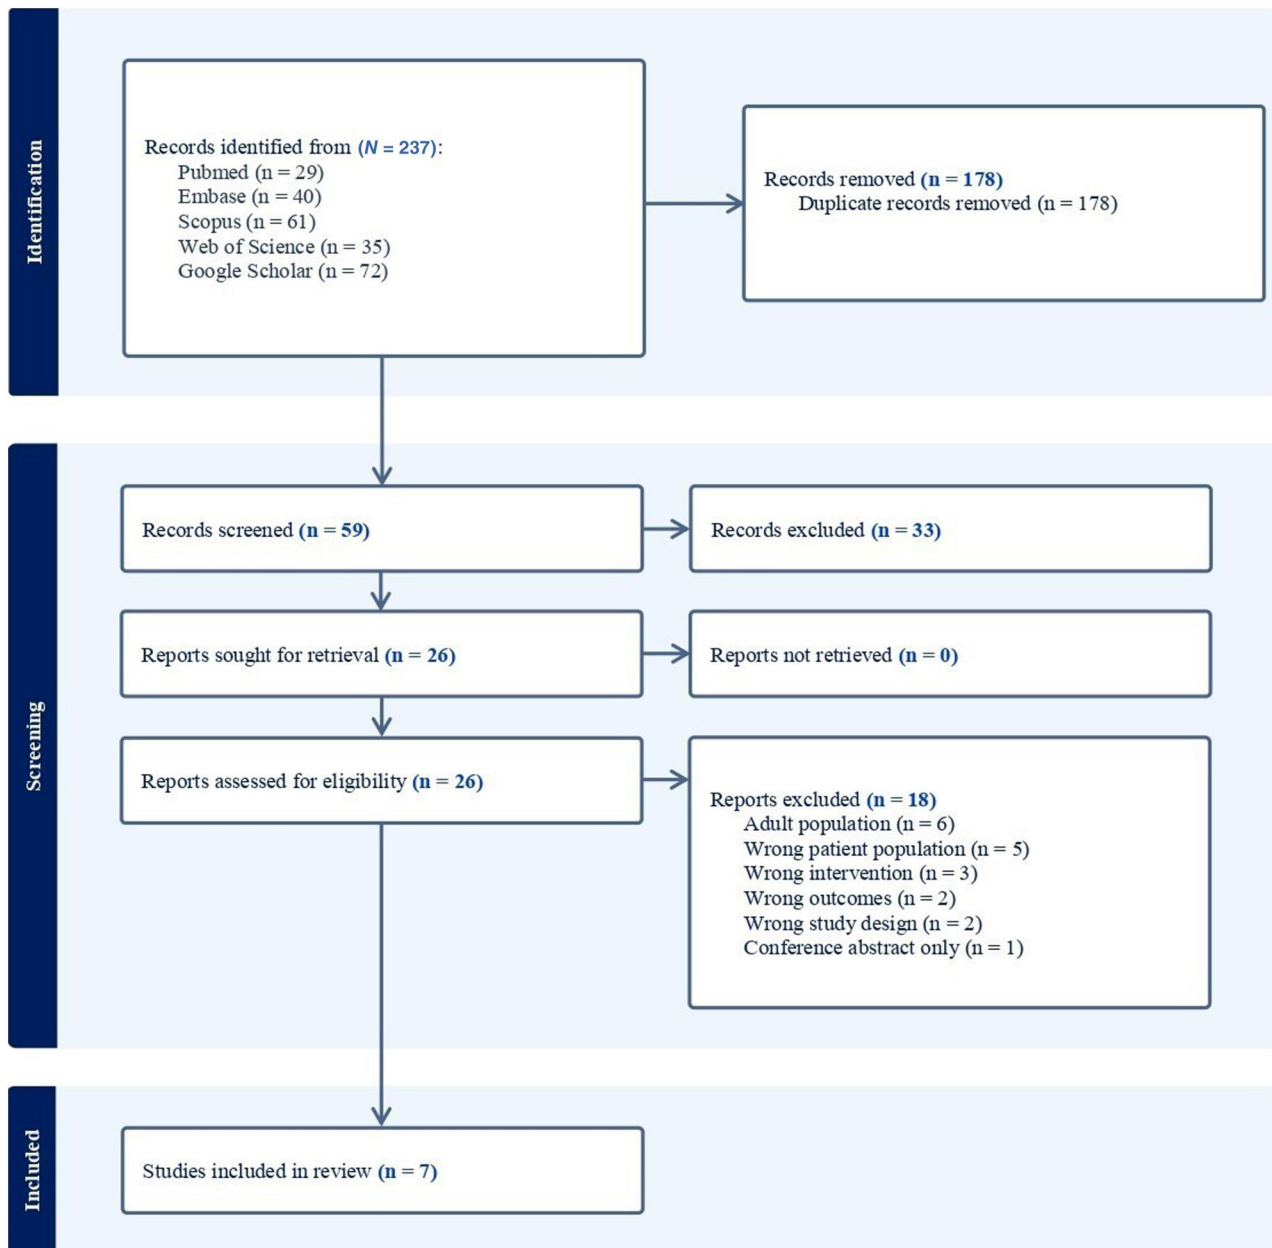 Identification
Records identified from (N = 237):
Pubmed (n = 29)
Embase (n = 40)
Scopus (n = 61)
Web of Science (n = 35)
Google Scholar (n = 72)
Records removed (n = 178)
Duplicate records removed (n = 178)
Screening
Records screened (n = 59)
Records excluded (n = 33)
Reports sought for retrieval (n = 26)
Reports not retrieved (n = 0)
Reports assessed for eligibility (n = 26)
Reports excluded (n = 18)
Adult population (n = 6)
Wrong patient population (n = 5)
Wrong intervention (n = 3)
Wrong outcomes (n = 2)
Wrong study design (n = 2)
Conference abstract only (n = 1)
Included
Studies included in review (n = 7)